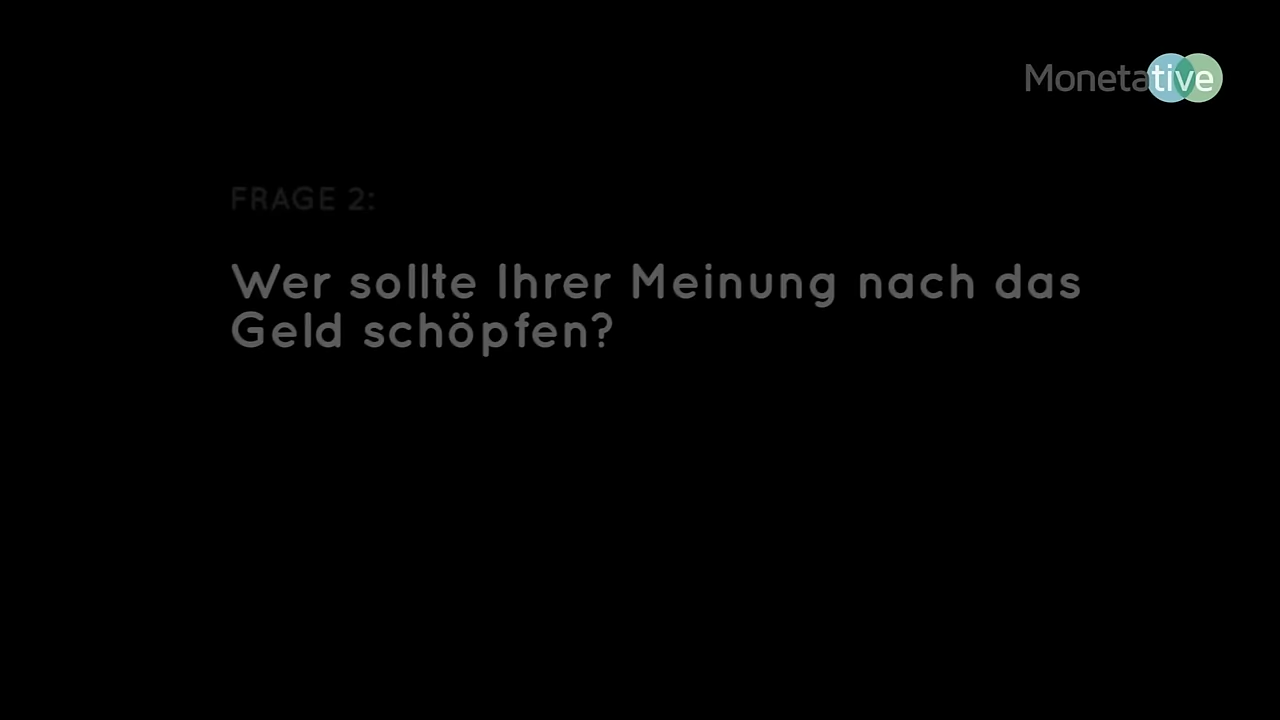 Monetative
FRAGE 2:
Wer sollte Ihrer Meinung nach das
Geld schöpfen?